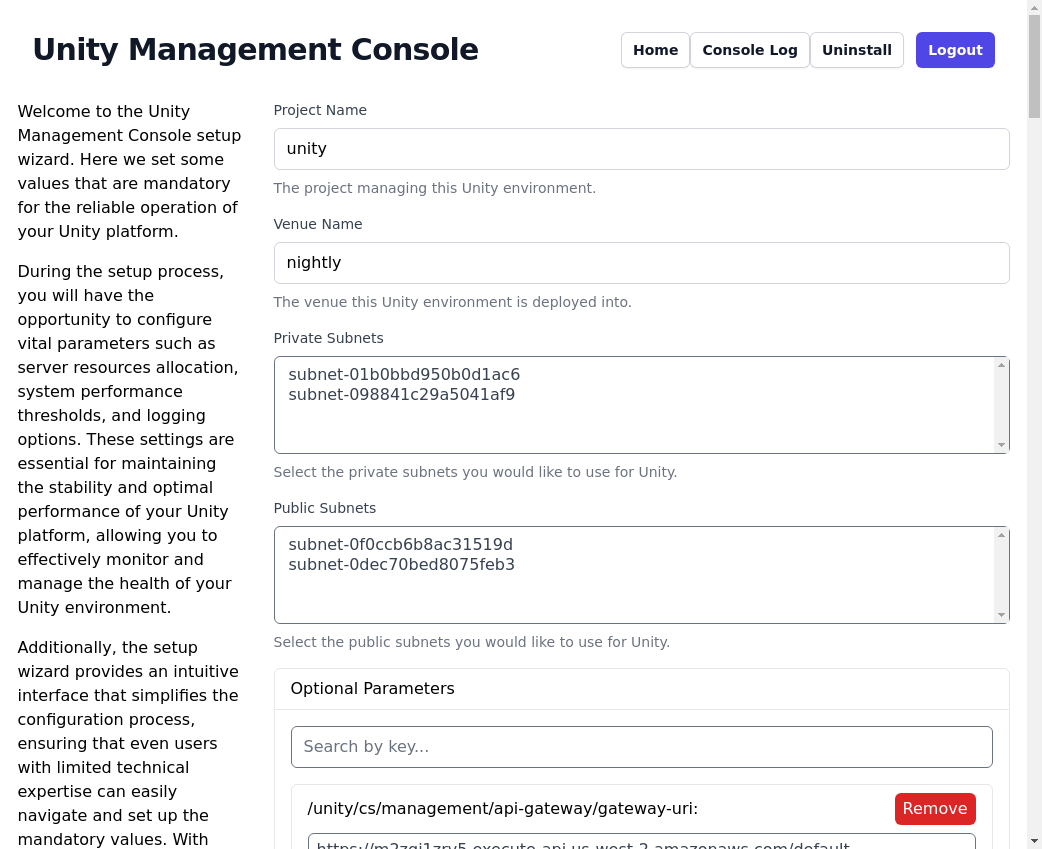 Unity Management Console
Home
Console Log
Uninstall
Logout
Welcome to the Unity
Management Console setup
wizard. Here we set some
values that are mandatory
for the reliable operation of
your Unity platform.
During the setup process,
you will have the
opportunity to configure
vital parameters such as
server resources allocation,
system performance
thresholds, and logging
options. These settings are
essential for maintaining
the stability and optimal
performance of your Unity
platform, allowing you to
effectively monitor and
manage the health of your
Unity environment.
Additionally, the setup
wizard provides an intuitive
interface that simplifies the
configuration process,
ensuring that even users
with limited technical
expertise can easily
navigate and set up the
mandatory values. With
Project Name
unity
The project managing this Unity environment.
Venue Name
nightly
The venue this Unity environment is deployed into.
Private Subnets
subnet-01b0bbd950b0d1ac6
subnet-098841c29a5041af9
Select the private subnets you would like to use for Unity.
Public Subnets
subnet-0f0ccb6b8ac31519d
subnet-0dec70bed8075feb3
Select the public subnets you would like to use for Unity.
Optional Parameters
Search by key...
/unity/cs/management/api-gateway/gateway-uri:
Remove